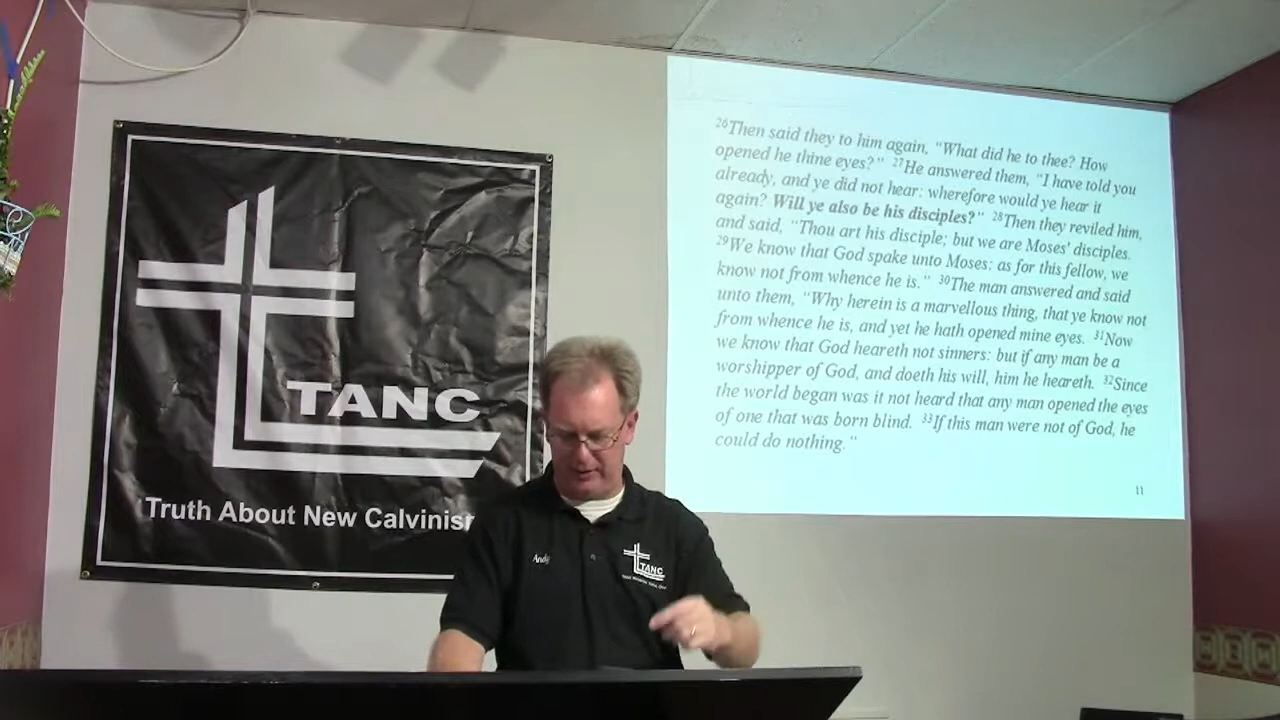 TANC
Truth About New Calvinism
²⁶Then said they to him again, "What did he to thee? How
opened he thine eyes?" ²⁷He answered them, "I have told you
already, and ye did not hear: wherefore would ye hear it
again? Will ye also be his disciples?" ²⁸Then they reviled him,
and said, "Thou art his disciple; but we are Moses' disciples.
²⁹We know that God spake unto Moses: as for this fellow, we
know not from whence he is." ³⁰The man answered and said
unto them, "Why herein is a marvellous thing, that ye know not
from whence he is, and yet he hath opened mine eyes. ³¹Now
we know that God heareth not sinners: but if any man be a
worshipper of God, and doeth his will, him he heareth. ³²Since
the world began was it not heard that any man opened the eyes
of one that was born blind. ³³If this man were not of God, he
could do nothing."
11
Andy
TANC